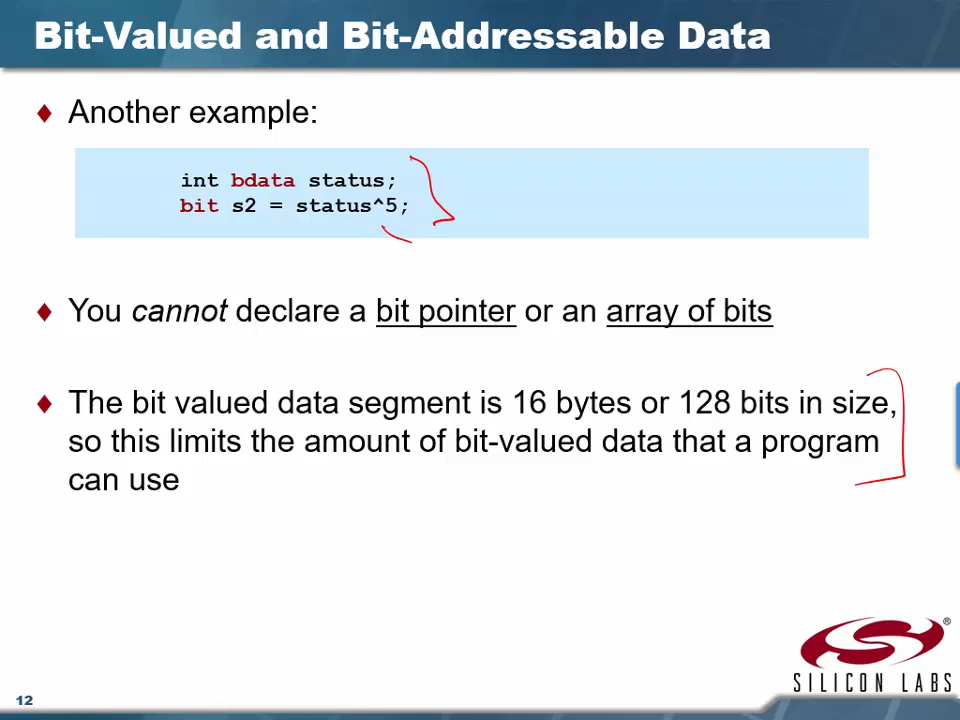 Bit-Valued and Bit-Addressable Data
♦ Another example:
int bdata status;
bit s2 = status^5;
♦ You cannot declare a bit pointer or an array of bits
♦ The bit valued data segment is 16 bytes or 128 bits in size,
so this limits the amount of bit-valued data that a program
can use
®
SILICON LABS
12